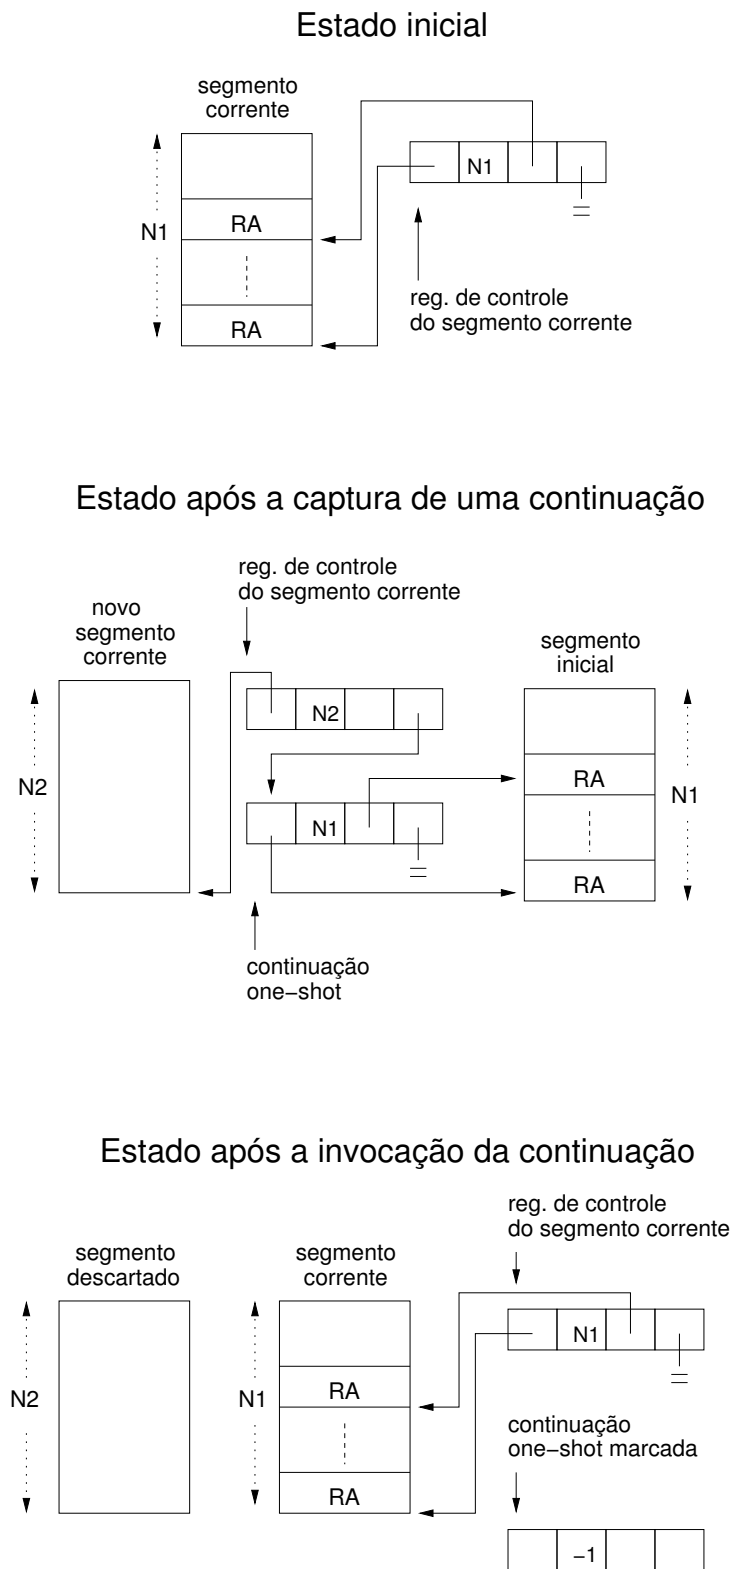 Estado inicial
segmento
corrente
N1
RA
N1
RA
reg. de controle
do segmento corrente
Estado após a captura de uma continuação
reg. de controle
do segmento corrente
novo
segmento
corrente
segmento
inicial
N2
N2
RA
N1
N1
RA
continuação
one−shot
Estado após a invocação da continuação
reg. de controle
do segmento corrente
segmento
descartado
segmento
corrente
N1
N2
N1
RA
continuação
one−shot marcada
RA
−1